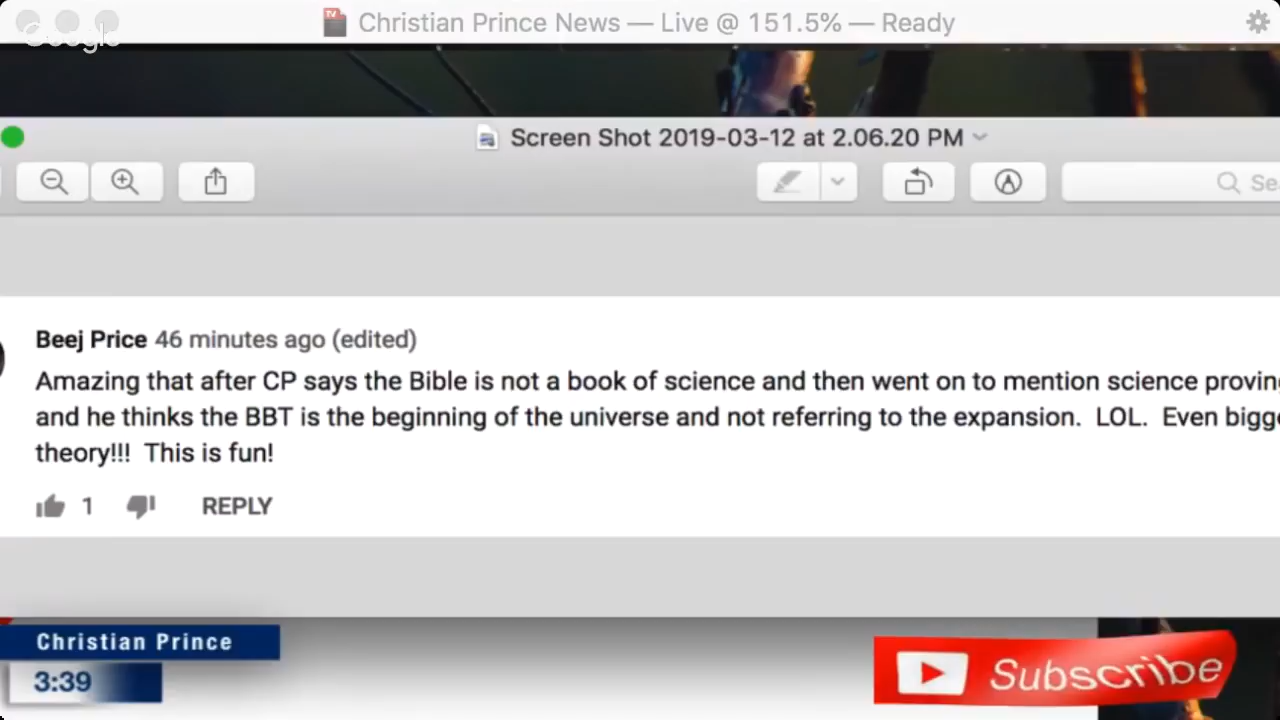 Google
Christian Prince News — Live @ 151.5% — Ready
Screen Shot 2019-03-12 at 2.06.20 PM
Beej Price 46 minutes ago (edited)
Amazing that after CP says the Bible is not a book of science and then went on to mention science
and he thinks the BBT is the beginning of the universe and not referring to the expansion. LOL. Even
theory!!! This is fun!
1 REPLY
Christian Prince
3:39
Subscribe